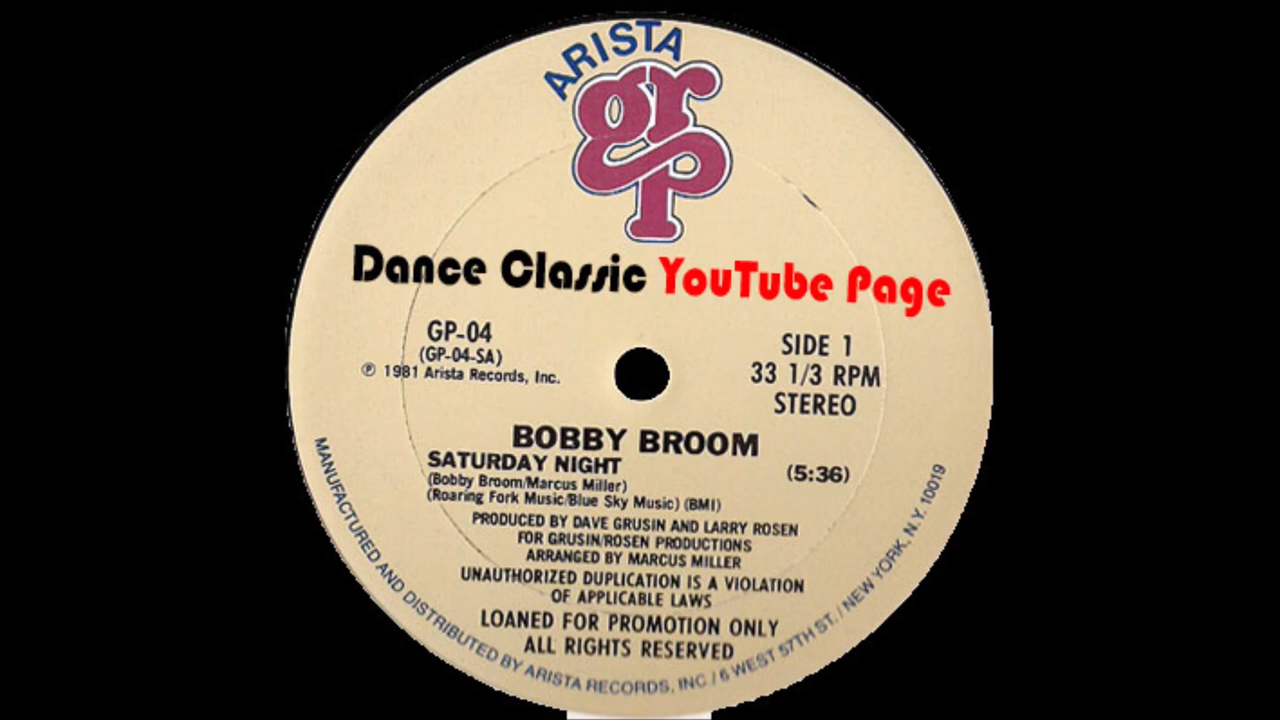 ARISTA
grp
Dance Classic YouTube Page
GP-04
(GP-04-SA)
℗ 1981 Arista Records, Inc.
SIDE 1
33 1/3 RPM
STEREO
BOBBY BROOM
SATURDAY NIGHT (5:36)
(Bobby Broom/Marcus Miller)
(Roaring Fork Music/Blue Sky Music) (BMI)
PRODUCED BY DAVE GRUSIN AND LARRY ROSEN
FOR GRUSIN/ROSEN PRODUCTIONS
ARRANGED BY MARCUS MILLER
UNAUTHORIZED DUPLICATION IS A VIOLATION
OF APPLICABLE LAWS
LOANED FOR PROMOTION ONLY
ALL RIGHTS RESERVED
MANUFACTURED AND DISTRIBUTED BY ARISTA RECORDS, INC / 6 WEST 57TH ST. / NEW YORK, N.Y. 10019